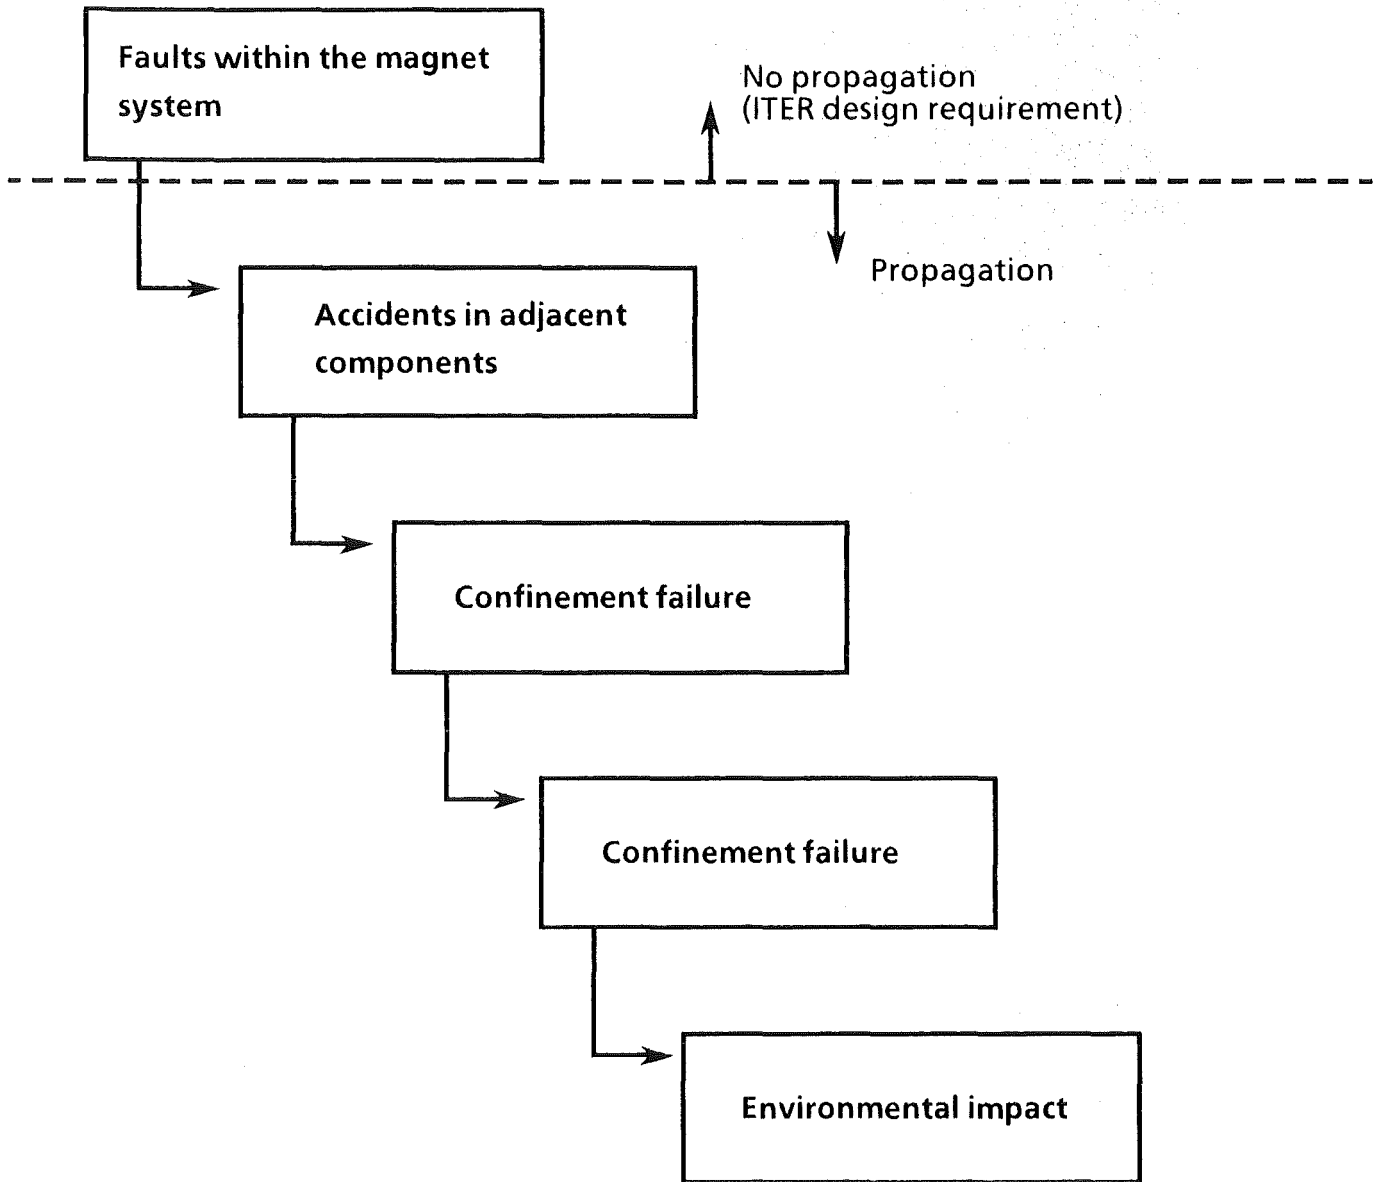 Faults within the magnet
system
No propagation
(ITER design requirement)
Propagation
Accidents in adjacent
components
Confinement failure
Confinement failure
Environmental impact